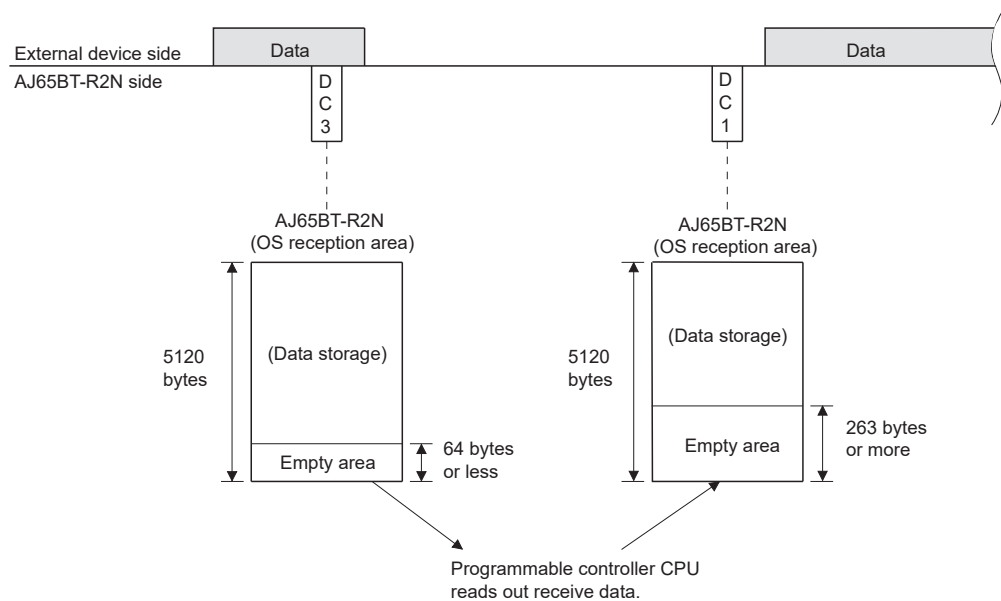 External device side
Data
Data
AJ65BT-R2N side
D
C
3
D
C
1
AJ65BT-R2N
(OS reception area)
AJ65BT-R2N
(OS reception area)
5120
bytes
(Data storage)
Empty area
64 bytes
or less
5120
bytes
(Data storage)
Empty area
263 bytes
or more
Programmable controller CPU
reads out receive data.